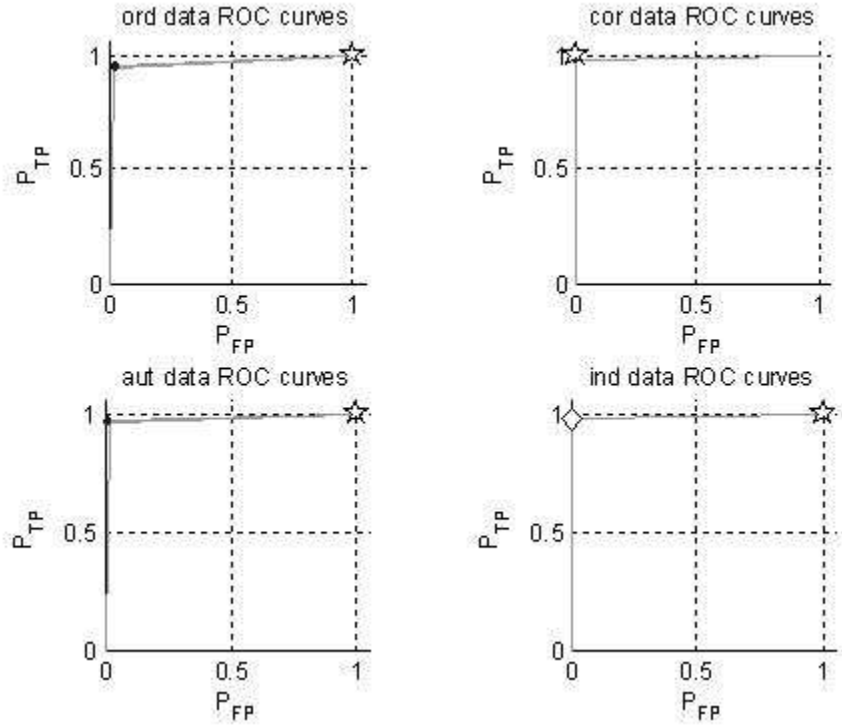 ord data ROC curves
cor data ROC curves
1
1
P_TP
0.5
P_TP
0.5
0
0
0 0.5 1
0 0.5 1
P_FP
P_FP
aut data ROC curves
ind data ROC curves
1
1
P_TP
0.5
P_TP
0.5
0
0
0 0.5 1
0 0.5 1
P_FP
P_FP